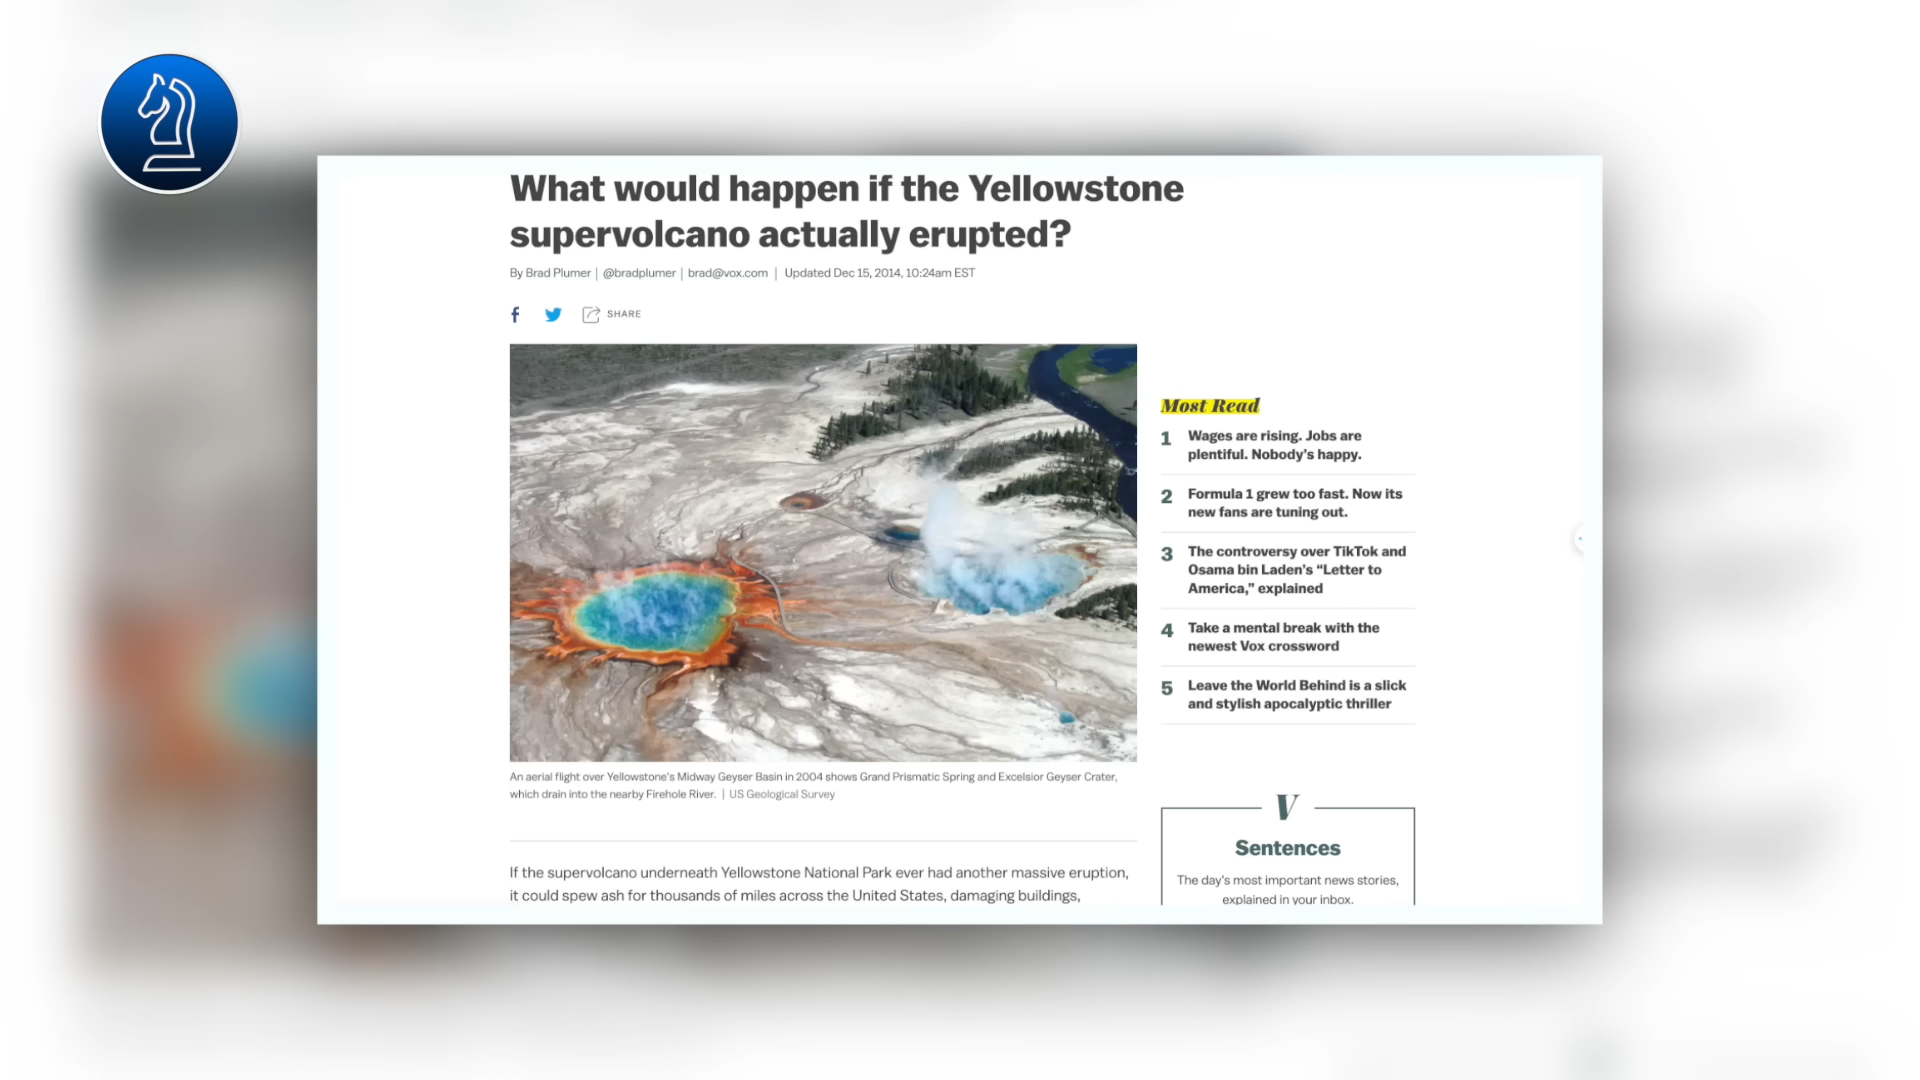 What would happen if the Yellowstone
supervolcano actually erupted?
By Brad Plumer | @bradplumer | brad@vox.com | Updated Dec 15, 2014, 10:24am EST
SHARE
An aerial flight over Yellowstone's Midway Geyser Basin in 2004 shows Grand Prismatic Spring and Excelsior Geyser Crater,
which drain into the nearby Firehole River. | US Geological Survey
If the supervolcano underneath Yellowstone National Park ever had another massive eruption,
it could spew ash for thousands of miles across the United States, damaging buildings,
Most Read
1 Wages are rising. Jobs are
plentiful. Nobody's happy.
2 Formula 1 grew too fast. Now its
new fans are tuning out.
3 The controversy over TikTok and
Osama bin Laden's “Letter to
America,” explained
4 Take a mental break with the
newest Vox crossword
5 Leave the World Behind is a slick
and stylish apocalyptic thriller
V
Sentences
The day's most important news stories,
explained in your inbox.